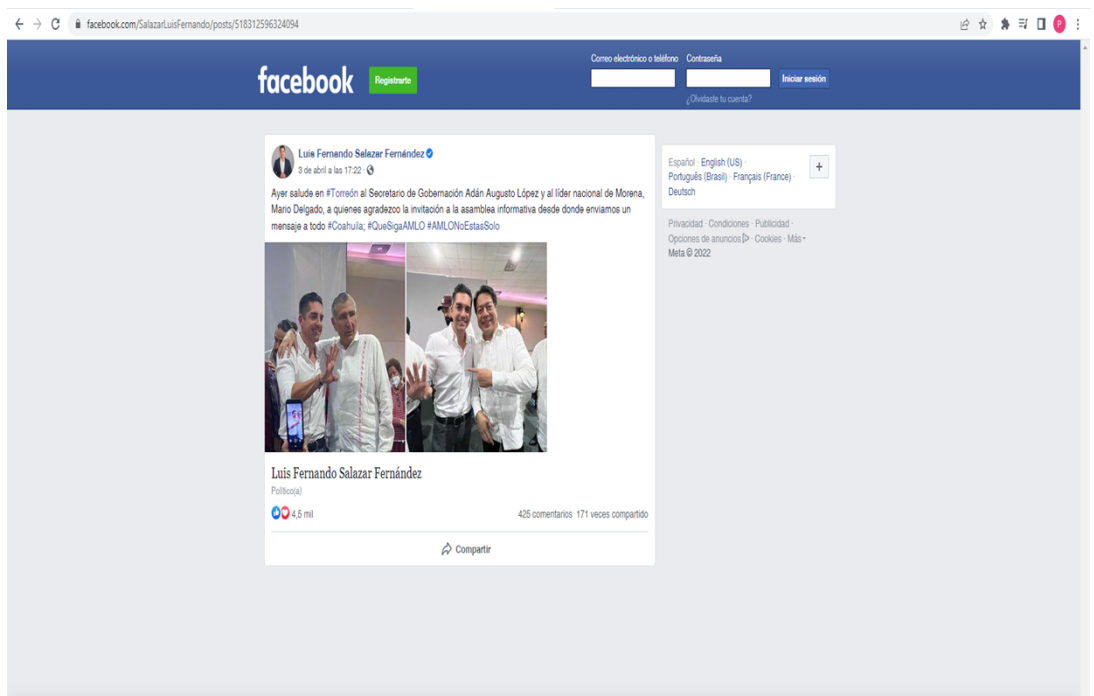 facebook.com/SalazarLuisFernando/posts/518312596324094
P
facebook
Registrarte
Correo electrónico o teléfono
Contraseña
Iniciar sesión
¿Olvidaste tu cuenta?
Luis Fernando Salazar Fernández
3 de abril a las 17:22 ·
Ayer salude en #Torreón al Secretario de Gobernación Adán Augusto López y al líder nacional de Morena,
Mario Delgado, a quienes agradezco la invitación a la asamblea informativa desde donde enviamos un
mensaje a todo #Coahuila; #QueSigaAMLO #AMLONoEstasSolo
Luis Fernando Salazar Fernández
Político(a)
4,5 mil
425 comentarios 171 veces compartido
Compartir
Español · English (US) ·
Português (Brasil) · Français (France) ·
Deutsch
+
Privacidad · Condiciones · Publicidad ·
Opciones de anuncios · Cookies · Más
Meta © 2022